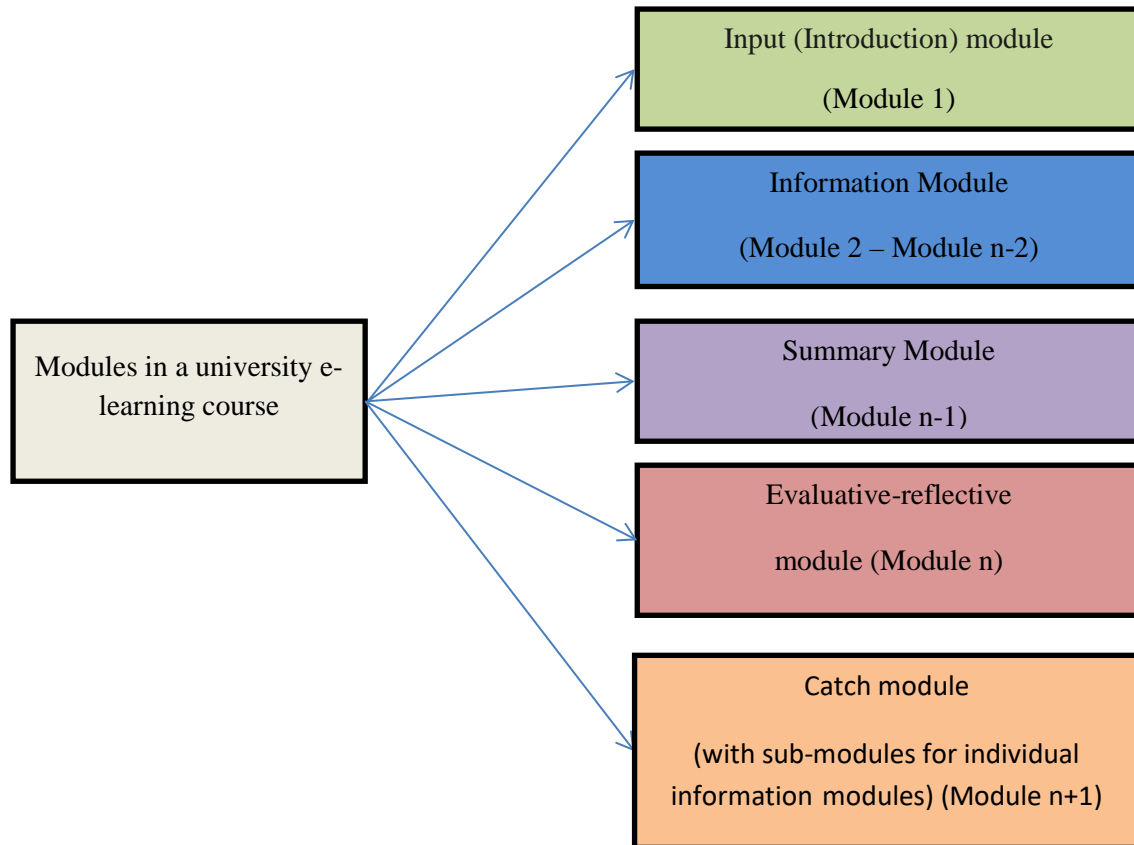 Input (Introduction) module
(Module 1)
Information Module
(Module 2 – Module n-2)
Modules in a university e-
learning course
Summary Module
(Module n-1)
Evaluative-reflective
module (Module n)
Catch module
(with sub-modules for individual
information modules) (Module n+1)